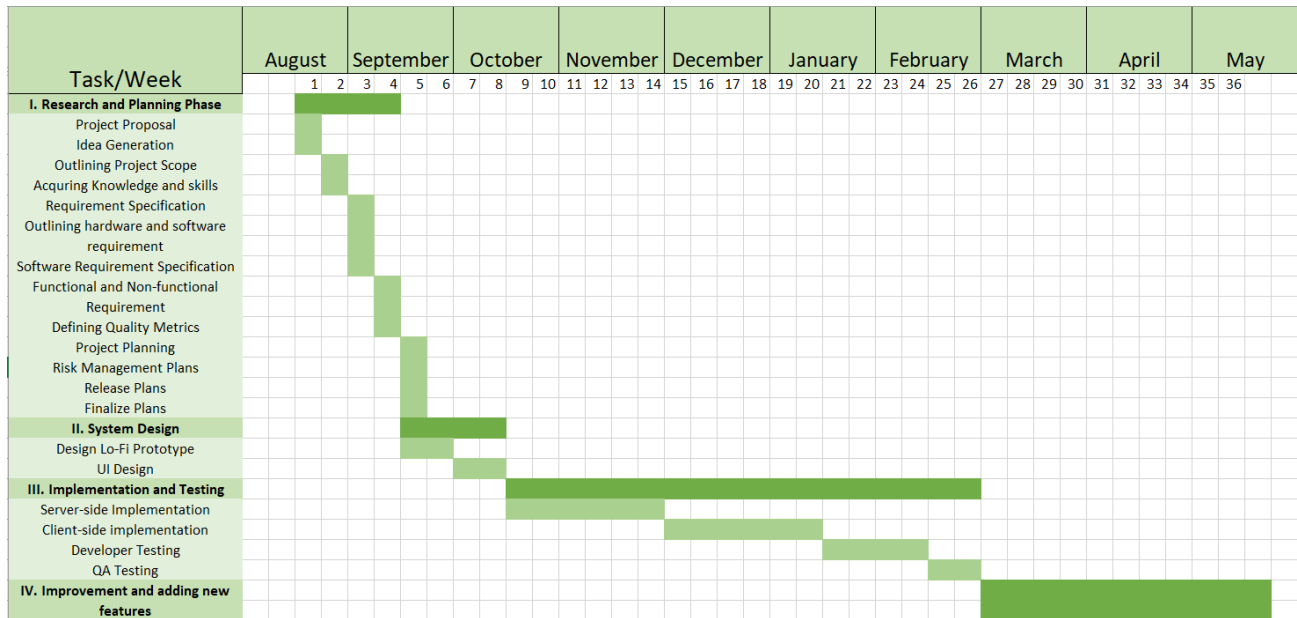 August September October November December January February March April May
Task/Week 1 2 3 4 5 6 7 8 9 10 11 12 13 14 15 16 17 18 19 20 21 22 23 24 25 26 27 28 29 30 31 32 33 34 35 36
I. Research and Planning Phase
Project Proposal
Idea Generation
Outlining Project Scope
Acquring Knowledge and skills
Requirement Specification
Outlining hardware and software
requirement
Software Requirement Specification
Functional and Non-functional
Requirement
Defining Quality Metrics
Project Planning
Risk Management Plans
Release Plans
Finalize Plans
II. System Design
Design Lo-Fi Prototype
UI Design
III. Implementation and Testing
Server-side Implementation
Client-side implementation
Developer Testing
QA Testing
IV. Improvement and adding new
features